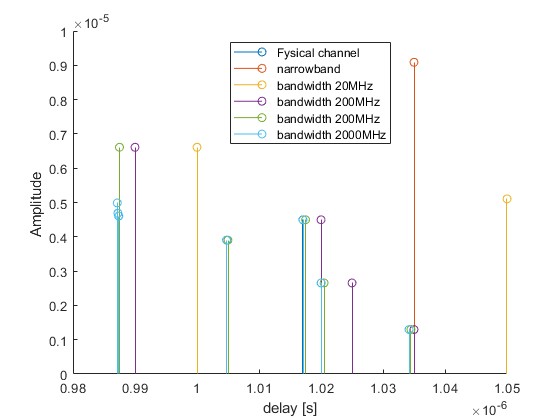 ×10^-5
1
0.9
0.8
0.7
0.6
0.5
0.4
0.3
0.2
0.1
0
Amplitude
Fysical channel
narrowband
bandwidth 20MHz
bandwidth 200MHz
bandwidth 200MHz
bandwidth 2000MHz
0.98 0.99 1 1.01 1.02 1.03 1.04 1.05
delay [s]
×10^-6